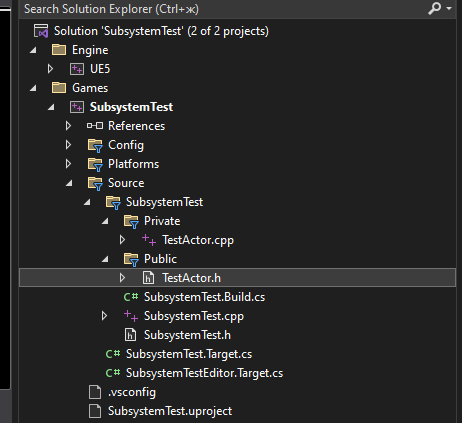 Search Solution Explorer (Ctrl+ж)
Solution 'SubsystemTest' (2 of 2 projects)
Engine
UE5
Games
SubsystemTest
References
Config
Platforms
Source
SubsystemTest
Private
TestActor.cpp
Public
TestActor.h
SubsystemTest.Build.cs
SubsystemTest.cpp
SubsystemTest.h
SubsystemTest.Target.cs
SubsystemTestEditor.Target.cs
.vsconfig
SubsystemTest.uproject